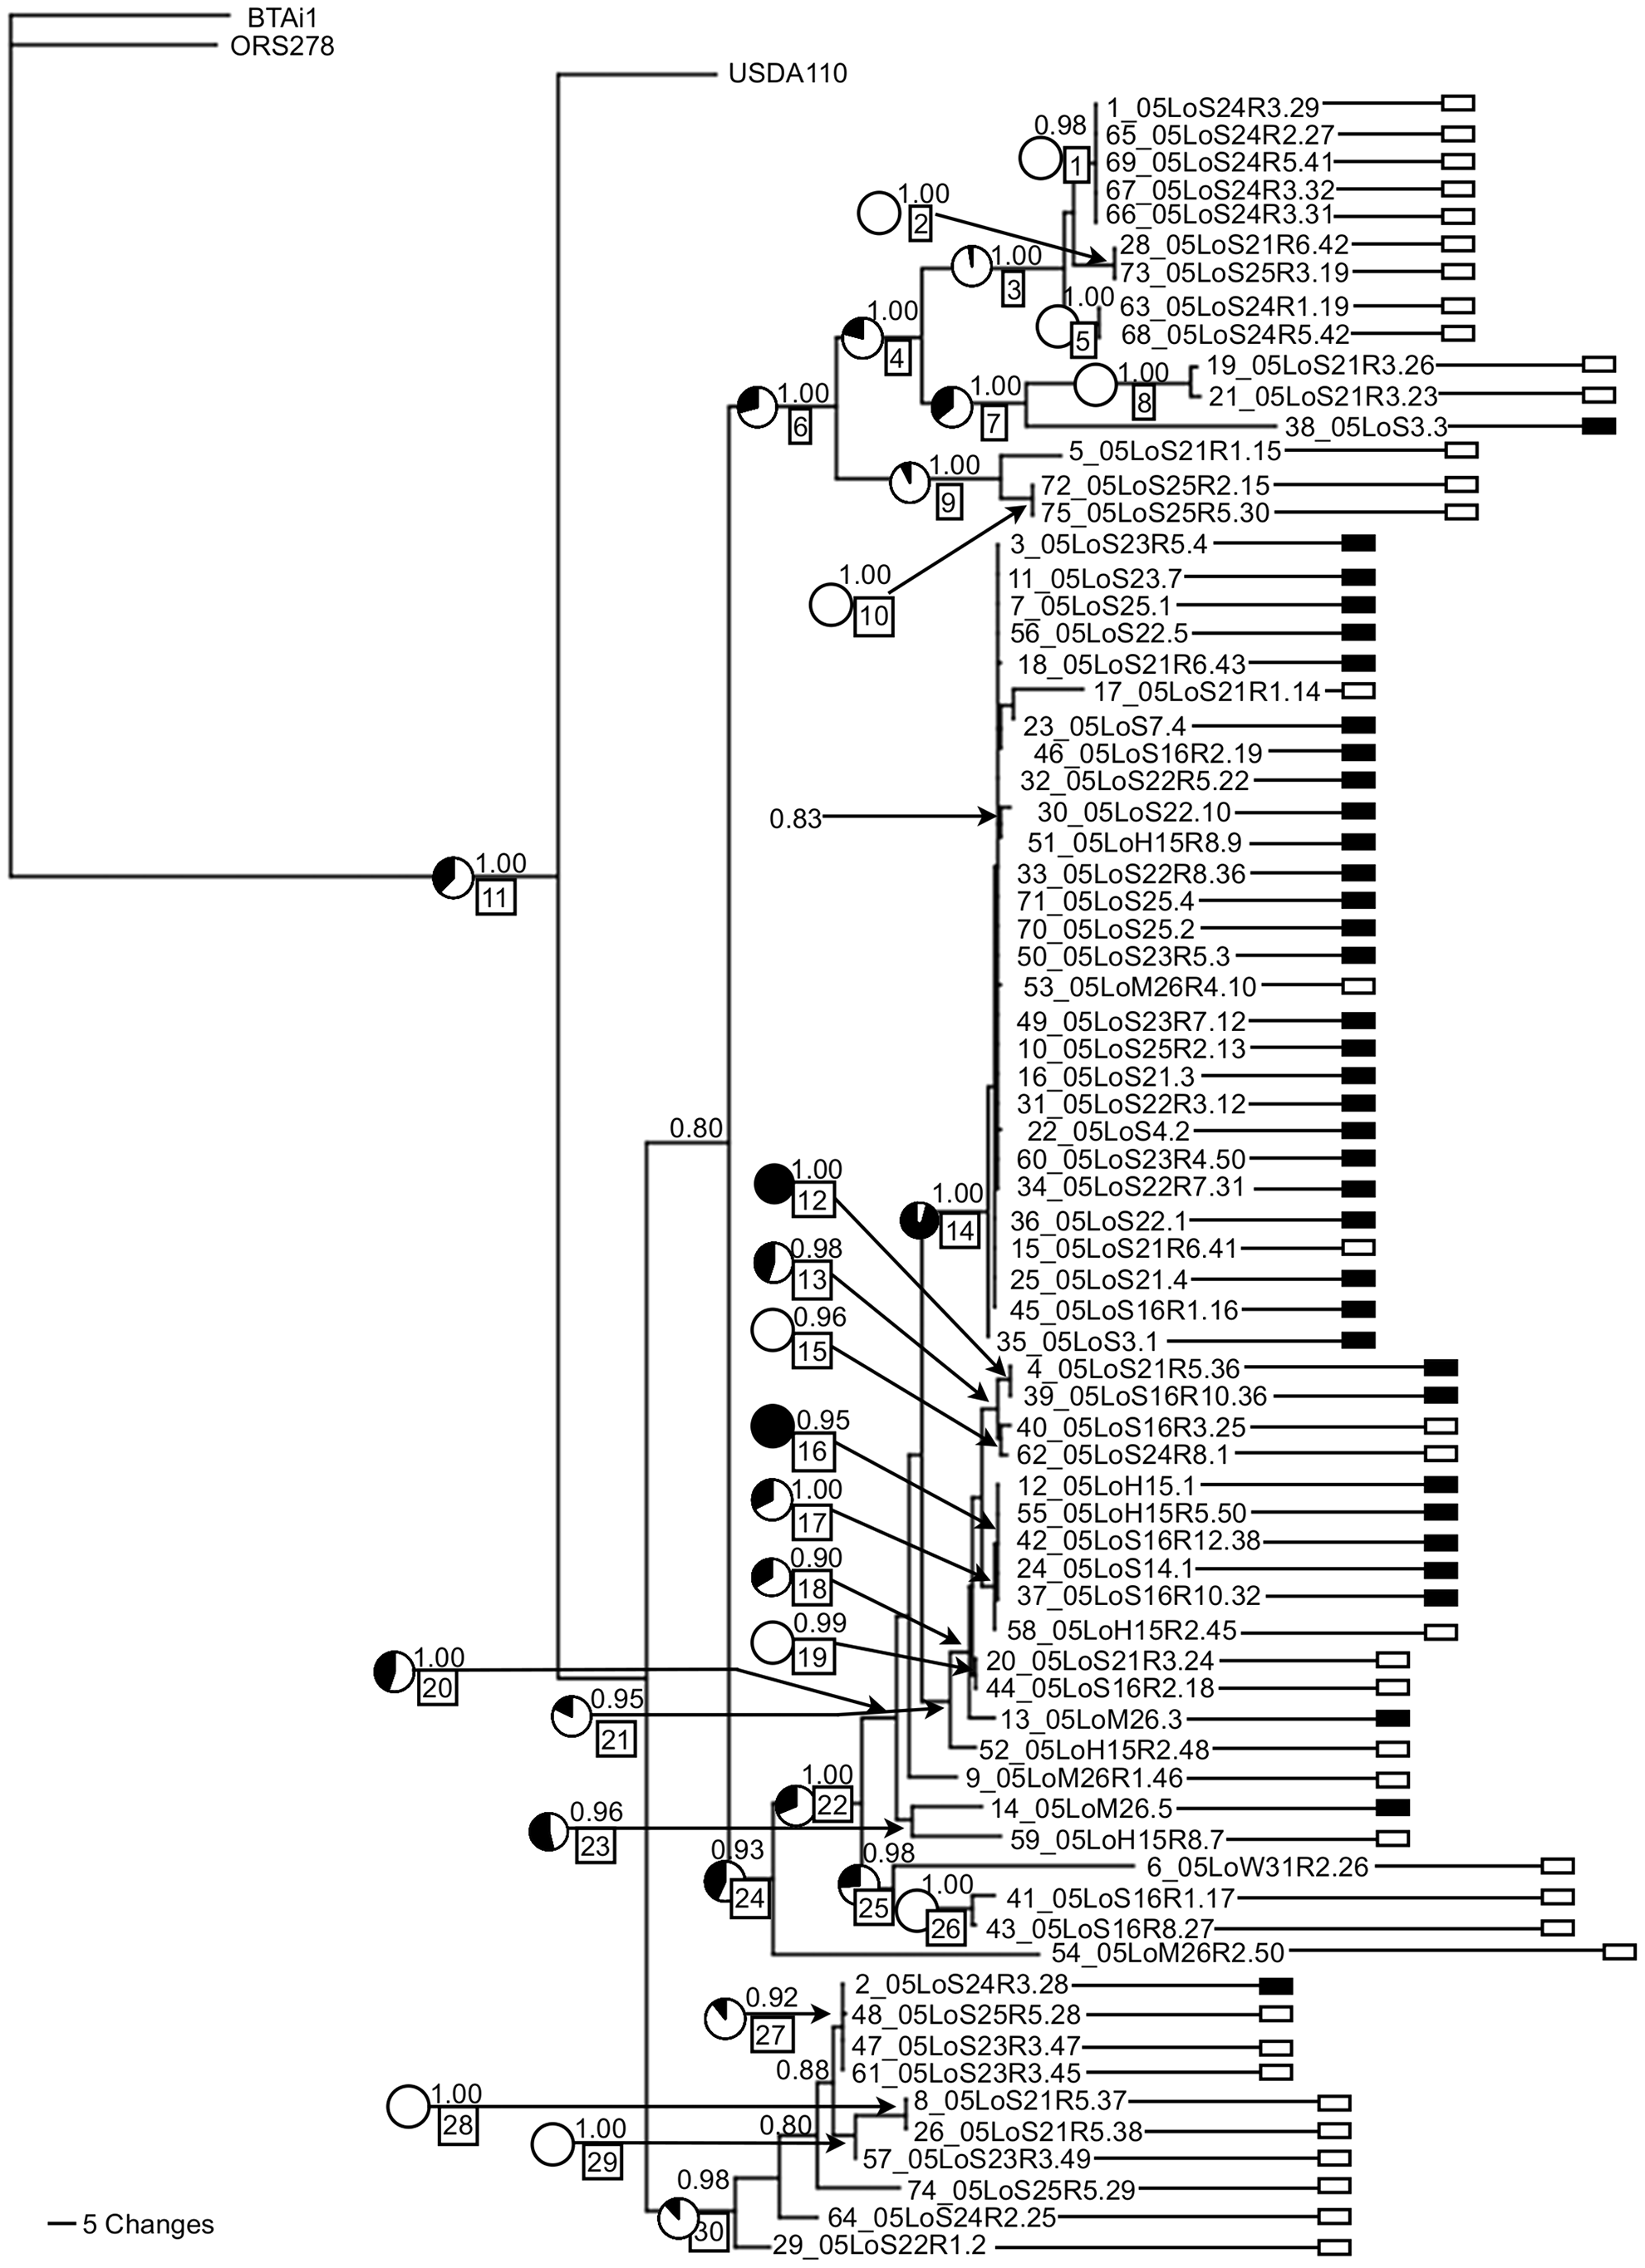 BTAi1
ORS278
USDA110
1_05LoS24R3.29
0.98
65_05LoS24R2.27
1
69_05LoS24R5.41
67_05LoS24R3.32
1.00
66_05LoS24R3.31
2
28_05LoS21R6.42
1.00
73_05LoS25R3.19
3
1.00
63_05LoS24R1.19
1.00
68_05LoS24R5.42
5
4
19_05LoS21R3.26
1.00
1.00
1.00
21_05LoS21R3.23
8
6
7
38_05LoS3.3
5_05LoS21R1.15
1.00
72_05LoS25R2.15
9
75_05LoS25R5.30
3_05LoS23R5.4
1.00
11_05LoS23.7
7_05LoS25.1
10
56_05LoS22.5
18_05LoS21R6.43
17_05LoS21R1.14
23_05LoS7.4
46_05LoS16R2.19
32_05LoS22R5.22
0.83
30_05LoS22.10
51_05LoH15R8.9
1.00
33_05LoS22R8.36
11
71_05LoS25.4
70_05LoS25.2
50_05LoS23R5.3
53_05LoM26R4.10
49_05LoS23R7.12
10_05LoS25R2.13
16_05LoS21.3
31_05LoS22R3.12
0.80
22_05LoS4.2
60_05LoS23R4.50
1.00
34_05LoS22R7.31
12
1.00
36_05LoS22.1
14
0.98
15_05LoS21R6.41
13
25_05LoS21.4
0.96
45_05LoS16R1.16
15
35_05LoS3.1
4_05LoS21R5.36
39_05LoS16R10.36
0.95
40_05LoS16R3.25
16
62_05LoS24R8.1
1.00
12_05LoH15.1
17
55_05LoH15R5.50
42_05LoS16R12.38
0.90
24_05LoS14.1
18
37_05LoS16R10.32
0.99
58_05LoH15R2.45
19
1.00
20_05LoS21R3.24
20
44_05LoS16R2.18
0.95
13_05LoM26.3
21
52_05LoH15R2.48
1.00
9_05LoM26R1.46
22
0.96
14_05LoM26.5
23
59_05LoH15R8.7
0.93
0.98
6_05LoW31R2.26
24
25
1.00
41_05LoS16R1.17
26
43_05LoS16R8.27
54_05LoM26R2.50
2_05LoS24R3.28
0.92
48_05LoS25R5.28
27
47_05LoS23R3.47
0.88
61_05LoS23R3.45
1.00
8_05LoS21R5.37
28
1.00
0.80
26_05LoS21R5.38
29
57_05LoS23R3.49
0.98
74_05LoS25R5.29
5 Changes
30
64_05LoS24R2.25
29_05LoS22R1.2